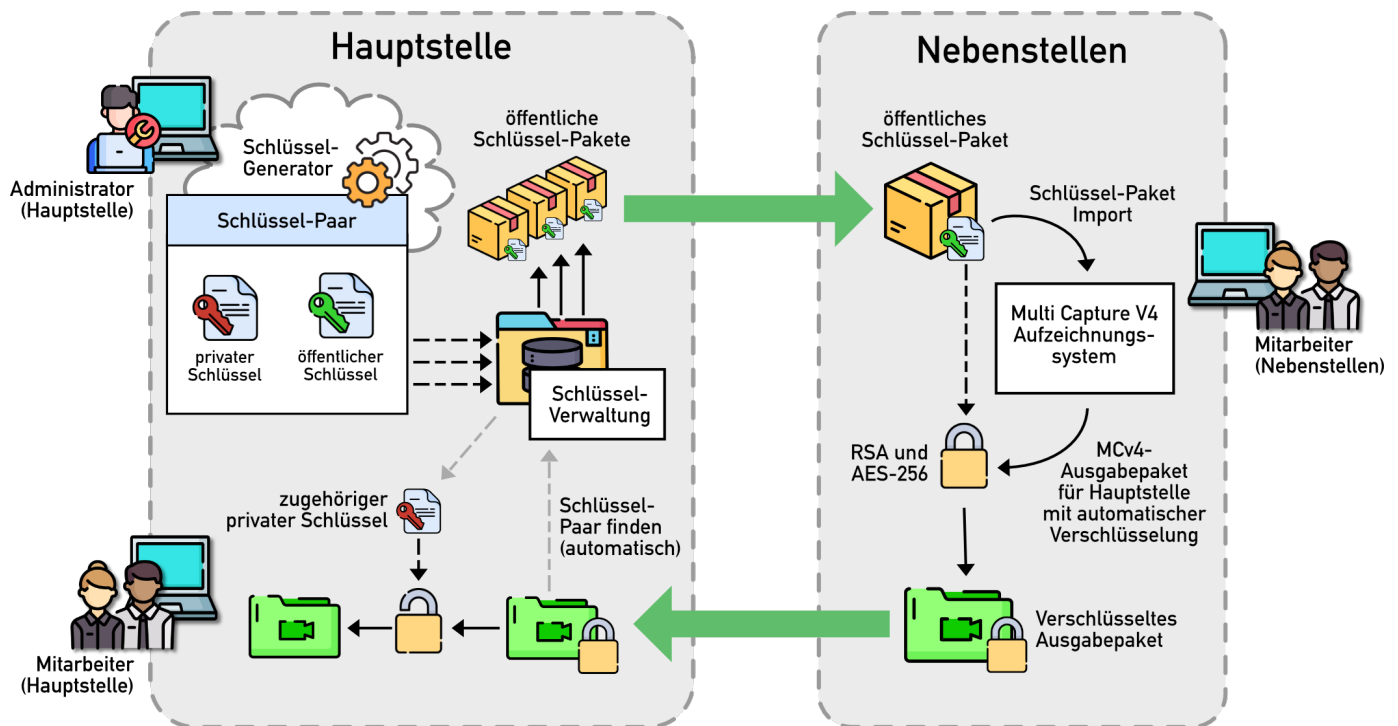 Hauptstelle
Administrator
(Hauptstelle)
Schlüssel-
Generator
Schlüssel-Paar
privater
Schlüssel
öffentlicher
Schlüssel
öffentliche
Schlüssel-Pakete
Schlüssel-
Verwaltung
zugehöriger
privater Schlüssel
Schlüssel-
Paar finden
(automatisch)
Mitarbeiter
(Hauptstelle)
Nebenstellen
öffentliches
Schlüssel-Paket
Schlüssel-Paket
Import
Multi Capture V4
Aufzeichnungs-
system
Mitarbeiter
(Nebenstellen)
RSA und
AES-256
MCv4-
Ausgabepaket
für Hauptstelle
mit automatischer
Verschlüsselung
Verschlüsseltes
Ausgabepaket